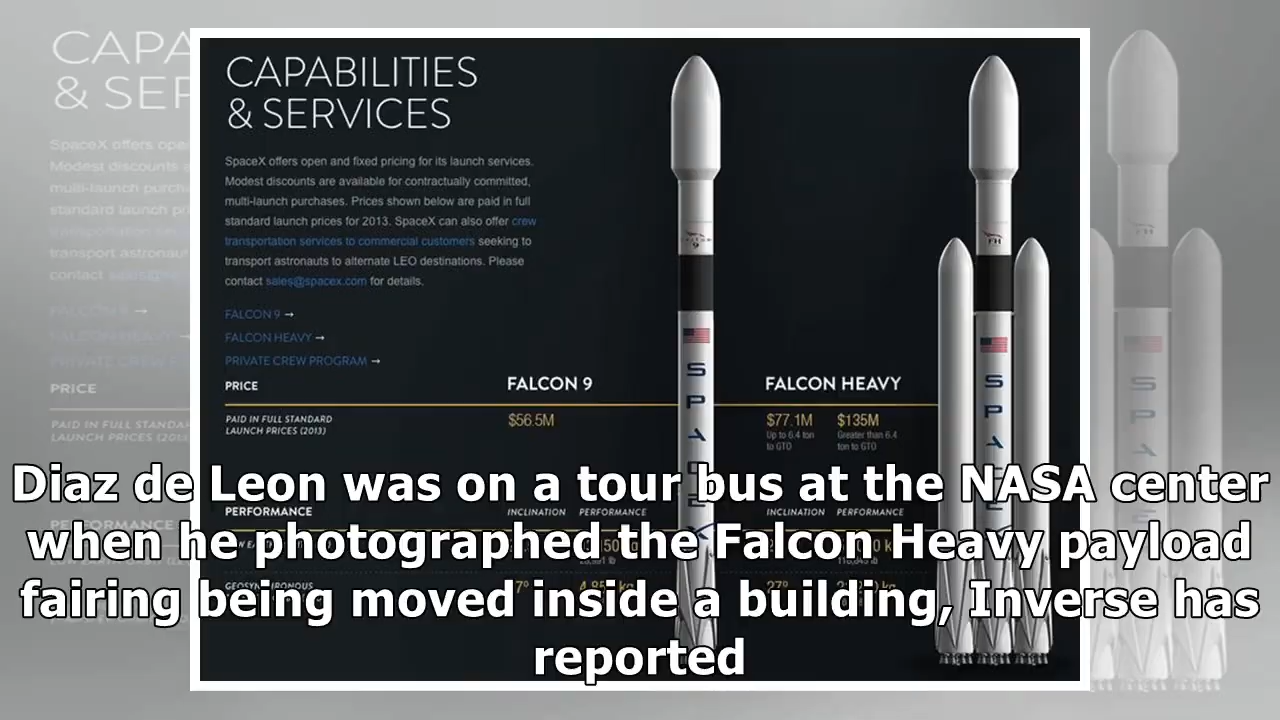 CAPABILITIES
& SERVICES
SpaceX offers open and fixed pricing for its launch services.
Modest discounts are available for contractually committed,
multi-launch purchases. Prices shown below are paid in full
standard launch prices for 2013. SpaceX can also offer crew
transportation services to commercial customers seeking to
transport astronauts to alternate LEO destinations. Please
contact sales@spacex.com for details.
FALCON 9 →
FALCON HEAVY →
PRIVATE CREW PROGRAM →
PRICE FALCON 9 FALCON HEAVY
PAID IN FULL STANDARD
LAUNCH PRICES (2013)
$56.5M
$77.1M $135M
Up to 6.4 ton Greater than 6.4
to GTO ton to GTO
PERFORMANCE INCLINATION PERFORMANCE INCLINATION PERFORMANCE
FH
SPA
SPA
Diaz de Leon was on a tour bus at the NASA center
when he photographed the Falcon Heavy payload
fairing being moved inside a building, Inverse has
reported